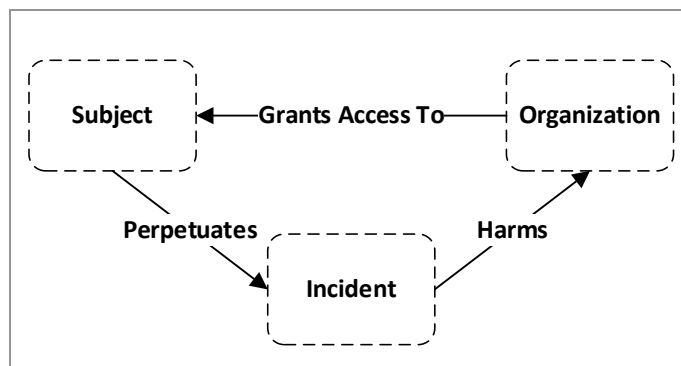 Subject
Grants Access To
Organization
Perpetuates
Harms
Incident